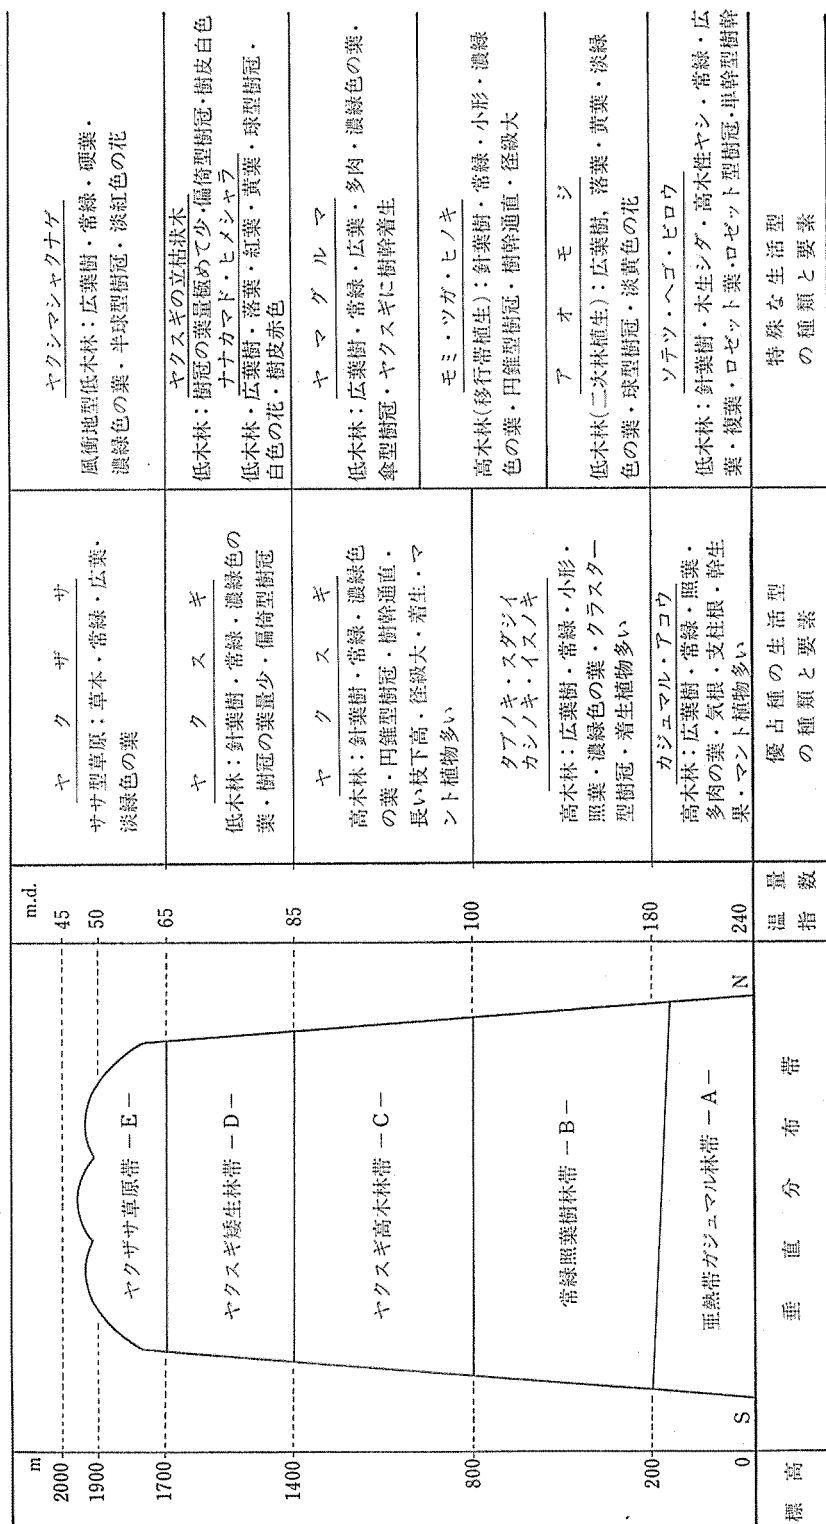 m
2000
1900
1700
1400
800
200
0
標高
ヤクザサ草原帯 −E−
ヤクスギ矮生林帯 −D−
ヤクスギ高木林帯 −C−
常緑照葉樹林帯 −B−
亜熱帯ガジュマル林帯 −A−
S
N
垂直分布帯
m.d.
45
50
65
85
100
180
240
温量
指数
ヤクザサ
ササ型草原：草本・常緑・広葉・
淡緑色の葉
ヤクスギ
低木林：針葉樹・常緑・濃緑色の
葉・樹冠の葉量少・偏倚型樹冠
ヤクスギ
高木林：針葉樹・常緑・濃緑色
の葉・円錐型樹冠・樹幹通直・
長い枝下高・径級大・着生・マ
ント植物多い
タブノキ・スダジイ
カシノキ・イスノキ
高木林：広葉樹・常緑・小形・
照葉・濃緑色の葉・クラスター
型樹冠・着生植物多い
ガジュマル・アコウ
高木林：広葉樹・常緑・照葉・
多肉の葉・気根・支柱根・幹生
果・マント植物多い
優占種の生活型
の種類と要素
ヤクシマシャクナゲ
風衝地型低木林：広葉樹・常緑・硬葉・
濃緑色の葉・半球型樹冠・淡紅色の花
ヤクスギの立枯状木
低木林：樹冠の葉量極めて少・偏倚型樹冠・樹皮白色
ナナカマド・ヒメシャラ
低木林・広葉樹・落葉・紅葉・黄葉・球型樹冠・
白色の花・樹皮赤色
ヤマグルマ
低木林：広葉樹・常緑・広葉・多肉・濃緑色の葉・
傘型樹冠・ヤクスギに樹幹着生
モミ・ツガ・ヒノキ
高木林(移行帯植生)：針葉樹・常緑・小形・濃緑
色の葉・円錐型樹冠・樹幹通直・径級大
アオモジ
低木林(二次林植生)：広葉樹，落葉・黄葉・淡緑
色の葉・球型樹冠・淡黄色の花
ソテツ・ヘゴ・ビロウ
低木林：針葉樹・木生シダ・高木性ヤシ・常緑・広
葉・複葉・ロゼット葉・ロゼット型樹冠・単幹型樹幹
特殊な生活型
の種類と要素